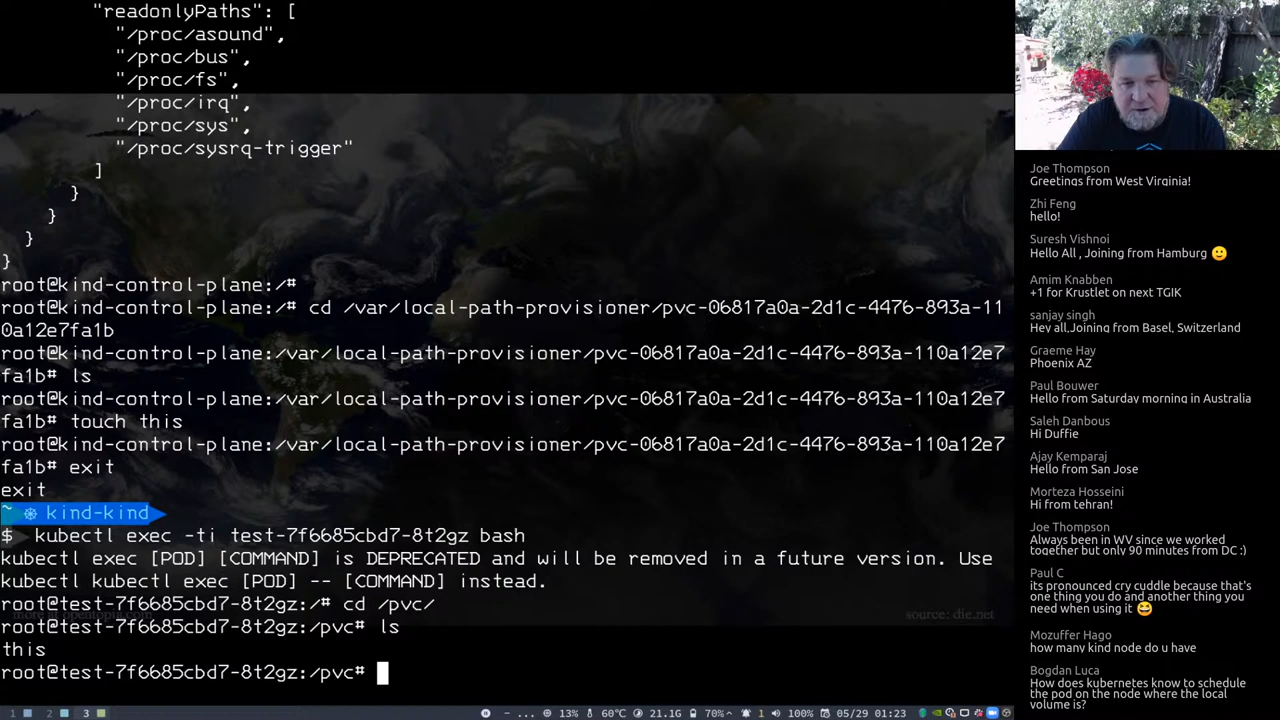 "readonlyPaths": [
"/proc/asound",
"/proc/bus",
"/proc/fs",
"/proc/irq",
"/proc/sys",
"/proc/sysrq-trigger"
]
}
}
}
}
root@kind-control-plane:/#
root@kind-control-plane:/# cd /var/local-path-provisioner/pvc-06817a0a-2d1c-4476-893a-11
0a12e7fa1b
root@kind-control-plane:/var/local-path-provisioner/pvc-06817a0a-2d1c-4476-893a-110a12e7
fa1b# ls
root@kind-control-plane:/var/local-path-provisioner/pvc-06817a0a-2d1c-4476-893a-110a12e7
fa1b# touch this
root@kind-control-plane:/var/local-path-provisioner/pvc-06817a0a-2d1c-4476-893a-110a12e7
fa1b# exit
exit
~ ⎈ kind-kind
$ kubectl exec -ti test-7f6685cbd7-8t2gz bash
kubectl exec [POD] [COMMAND] is DEPRECATED and will be removed in a future version. Use
kubectl kubectl exec [POD] -- [COMMAND] instead.
root@test-7f6685cbd7-8t2gz:/# cd /pvc/
source: die.net
root@test-7f6685cbd7-8t2gz:/pvc# ls
this
root@test-7f6685cbd7-8t2gz:/pvc#
1 2 3
- ... 13% 60℃ 21.1G 70% 1 100% 05/29 01:23
Joe Thompson
Greetings from West Virginia!
Zhi Feng
hello!
Suresh Vishnoi
Hello All , Joining from Hamburg 🙂
Amim Knabben
+1 for Krustlet on next TGIK
sanjay singh
Hey all,Joining from Basel, Switzerland
Graeme Hay
Phoenix AZ
Paul Bouwer
Hello from Saturday morning in Australia
Saleh Danbous
Hi Duffie
Ajay Kemparaj
Hello from San Jose
Morteza Hosseini
Hi from tehran!
Joe Thompson
Always been in WV since we worked
together but only 90 minutes from DC :)
Paul C
its pronounced cry cuddle because that's
one thing you do and another thing you
need when using it 😆
Mozuffer Hago
how many kind node do u have
Bogdan Luca
How does kubernetes know to schedule
the pod on the node where the local
volume is?